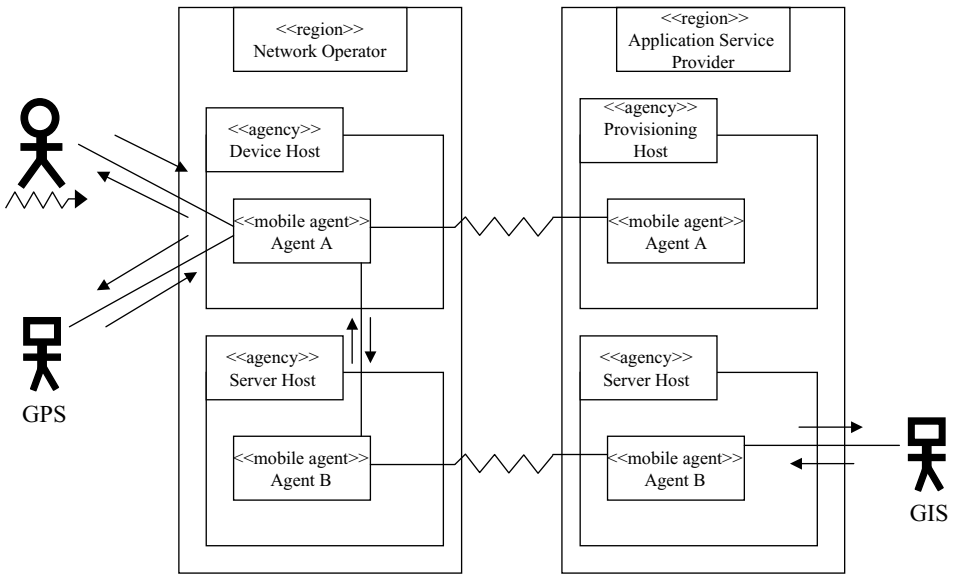 <<region>>
Network Operator
<<agency>>
Device Host
<<mobile agent>>
Agent A
<<agency>>
Server Host
<<mobile agent>>
Agent B
GPS
<<region>>
Application Service
Provider
<<agency>>
Provisioning
Host
<<mobile agent>>
Agent A
<<agency>>
Server Host
<<mobile agent>>
Agent B
GIS